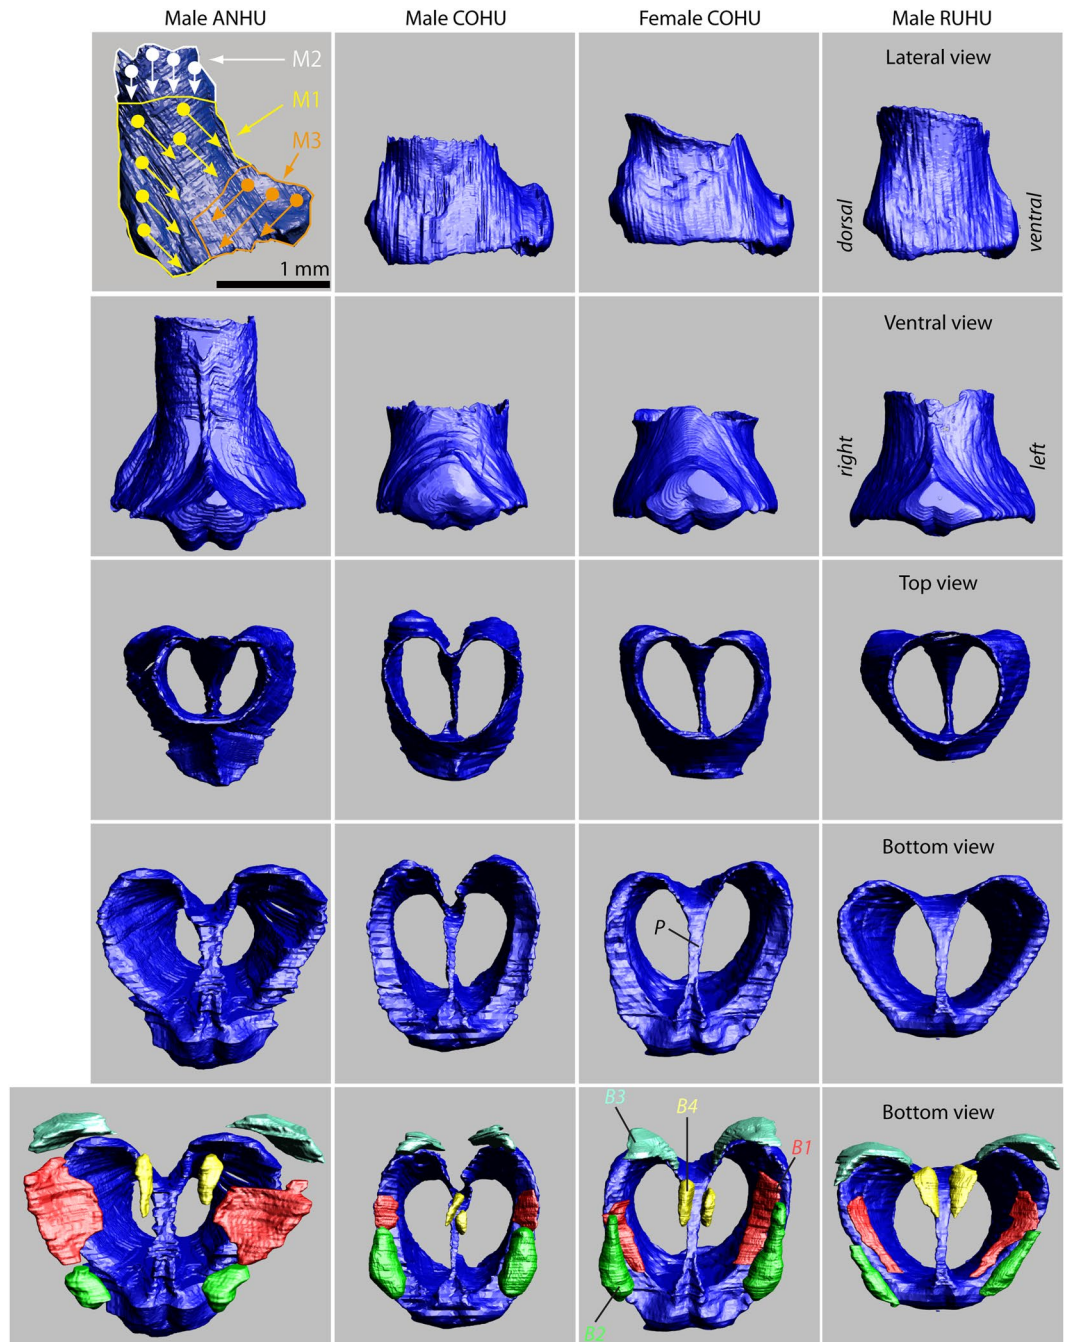 Male ANHU
Male COHU
Female COHU
Male RUHU
M2
M1
M3
1 mm
Lateral view
dorsal
ventral
Ventral view
right
left
Top view
Bottom view
P
B3
B4
B1
B2
Bottom view